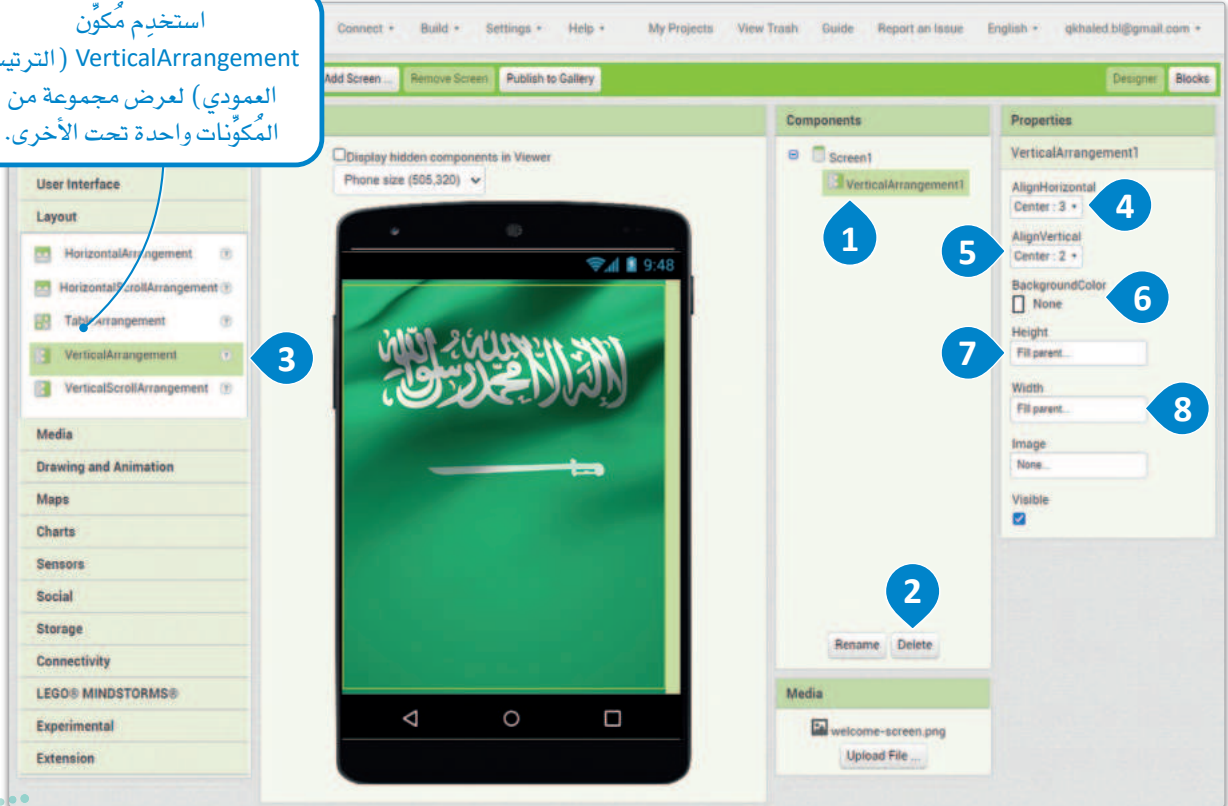 استخدِم مُكوِّن
VerticalArrangement (الترتيب
العمودي) لعرض مجموعة من
المُكوِّنات واحدة تحت الأخرى.
Connect Build Settings Help My Projects View Trash Guide Report an Issue English qkhaled.bl@gmail.com
Add Screen ... Remove Screen Publish to Gallery Designer Blocks
User Interface
Layout
HorizontalArrangement
HorizontalScrollArrangement
TableArrangement
VerticalArrangement
VerticalScrollArrangement
Media
Drawing and Animation
Maps
Charts
Sensors
Social
Storage
Connectivity
LEGO® MINDSTORMS®
Experimental
Extension
3
Display hidden components in Viewer
Phone size (505,320)
9:48
لا إله إلا الله محمد رسول الله
Components
Screen1
VerticalArrangement1
1
2
Rename Delete
Media
welcome-screen.png
Upload File ...
Properties
VerticalArrangement1
AlignHorizontal
Center : 3
4
AlignVertical
5
Center : 2
BackgroundColor
None
6
Height
7
Fill parent...
Width
Fill parent...
8
Image
None...
Visible